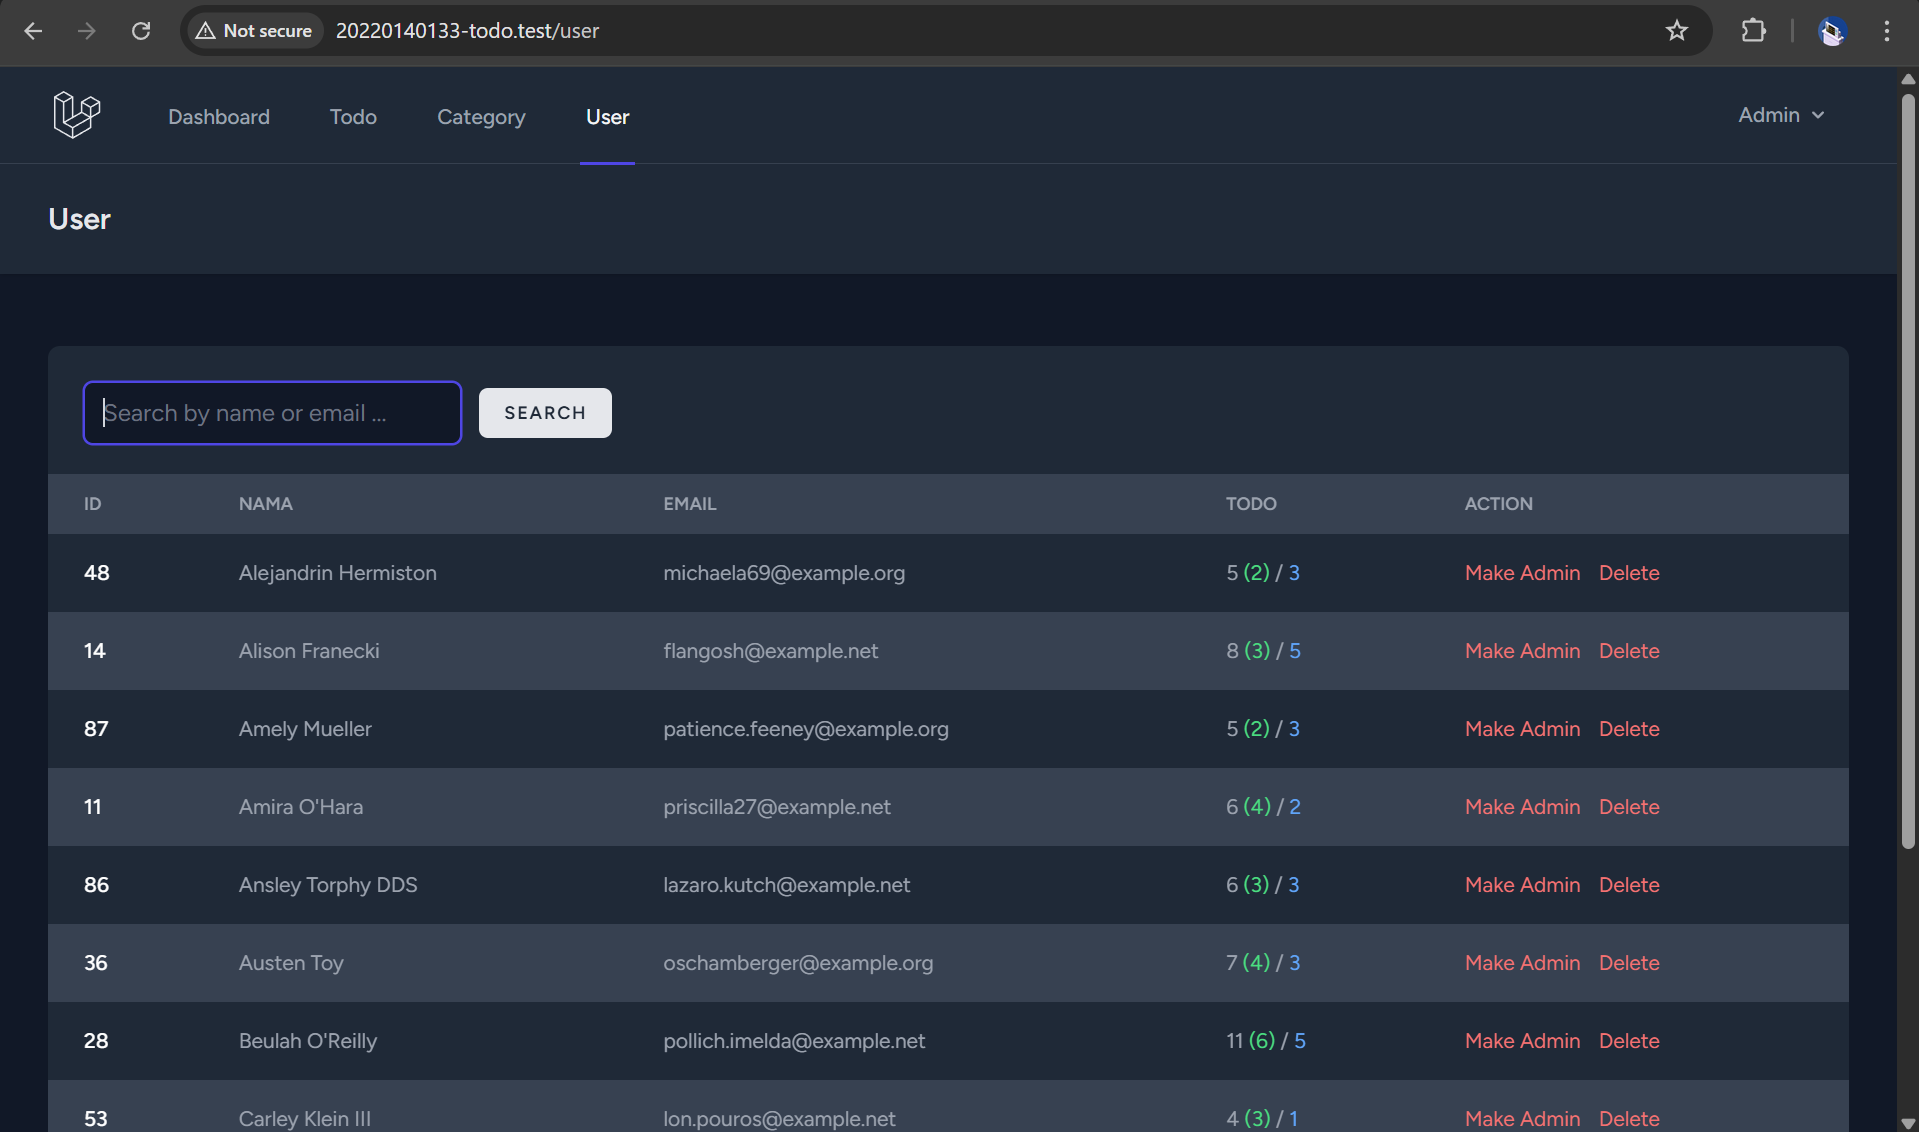 Not secure 20220140133-todo.test/user
Dashboard Todo Category User Admin
User
Search by name or email ... SEARCH
ID NAMA EMAIL TODO ACTION
48 Alejandrin Hermiston michaela69@example.org 5 (2) / 3 Make Admin Delete
14 Alison Franecki flangosh@example.net 8 (3) / 5 Make Admin Delete
87 Amely Mueller patience.feeney@example.org 5 (2) / 3 Make Admin Delete
11 Amira O'Hara priscilla27@example.net 6 (4) / 2 Make Admin Delete
86 Ansley Torphy DDS lazaro.kutch@example.net 6 (3) / 3 Make Admin Delete
36 Austen Toy oschamberger@example.org 7 (4) / 3 Make Admin Delete
28 Beulah O'Reilly pollich.imelda@example.net 11 (6) / 5 Make Admin Delete
53 Carley Klein III lon.pouros@example.net 4 (3) / 1 Make Admin Delete